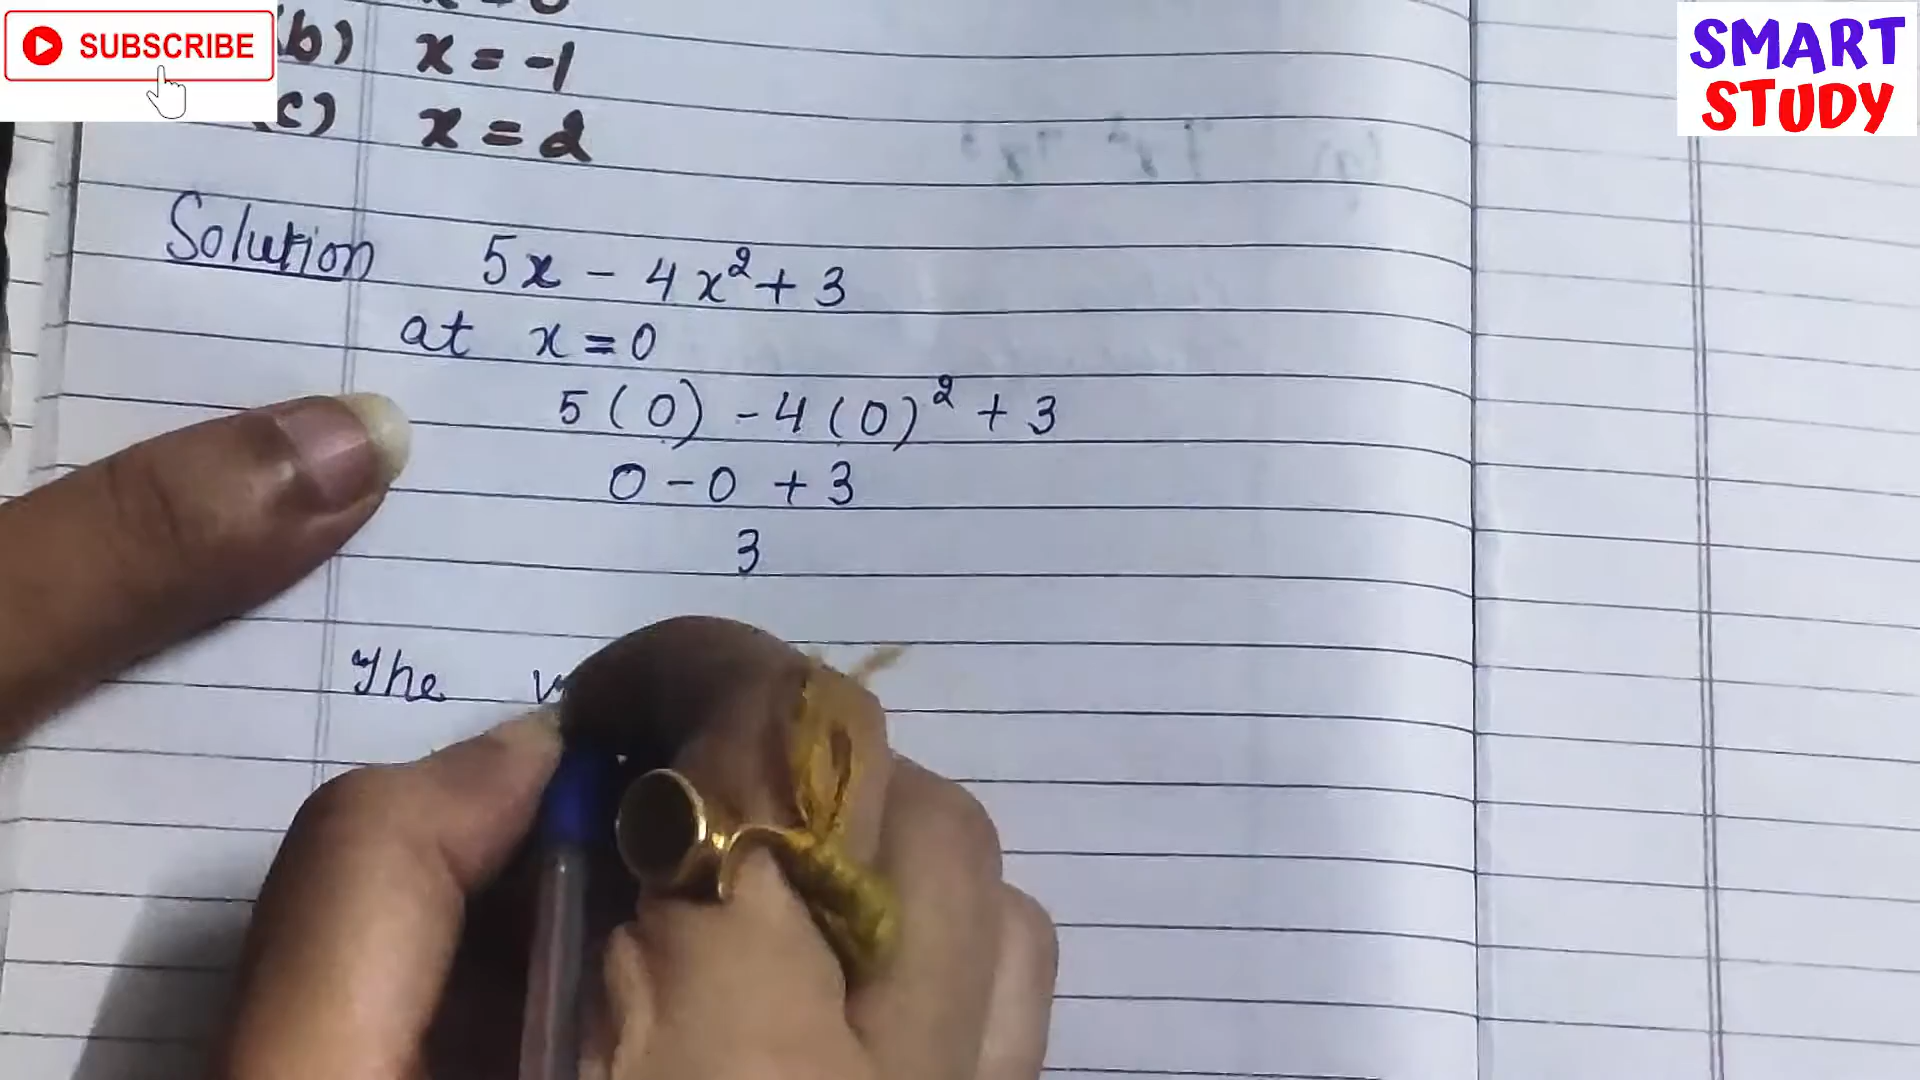 SUBSCRIBE
SMART
STUDY
(b) x = -1
(c) x = 2
Solution 5x - 4x² + 3
at x = 0
5(0) - 4(0)² + 3
0 - 0 + 3
3
The